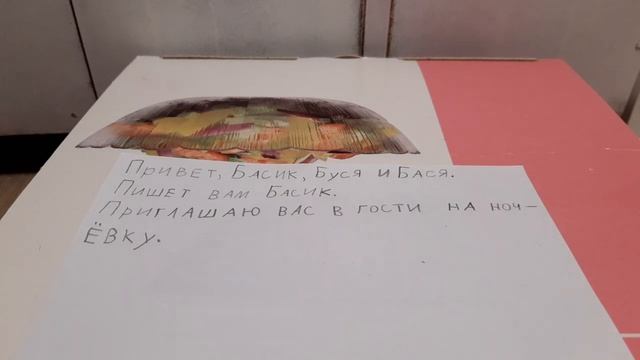 Привет, Басик, Буся и Бася.
Пишет вам Басик.
Приглашаю вас в гости на ноч-
ёвку.